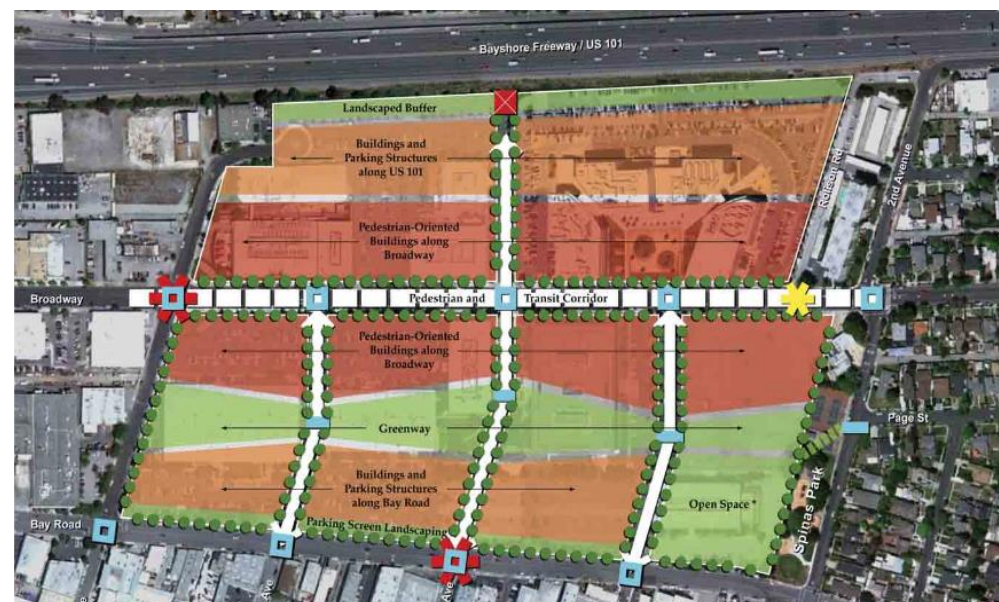 Bayshore Freeway / US 101
Landscaped Buffer
Buildings and
Parking Structures
along US 101
Rolison Rd
2nd Avenue
Pedestrian-Oriented
Buildings along
Broadway
Broadway
Pedestrian and
Transit Corridor
Pedestrian-Oriented
Buildings along
Broadway
Greenway
Page St
Buildings and
Parking Structures
along Bay Road
Open Space *
Spinas Park
Bay Road
Parking Screen Landscaping
Ave
Ave